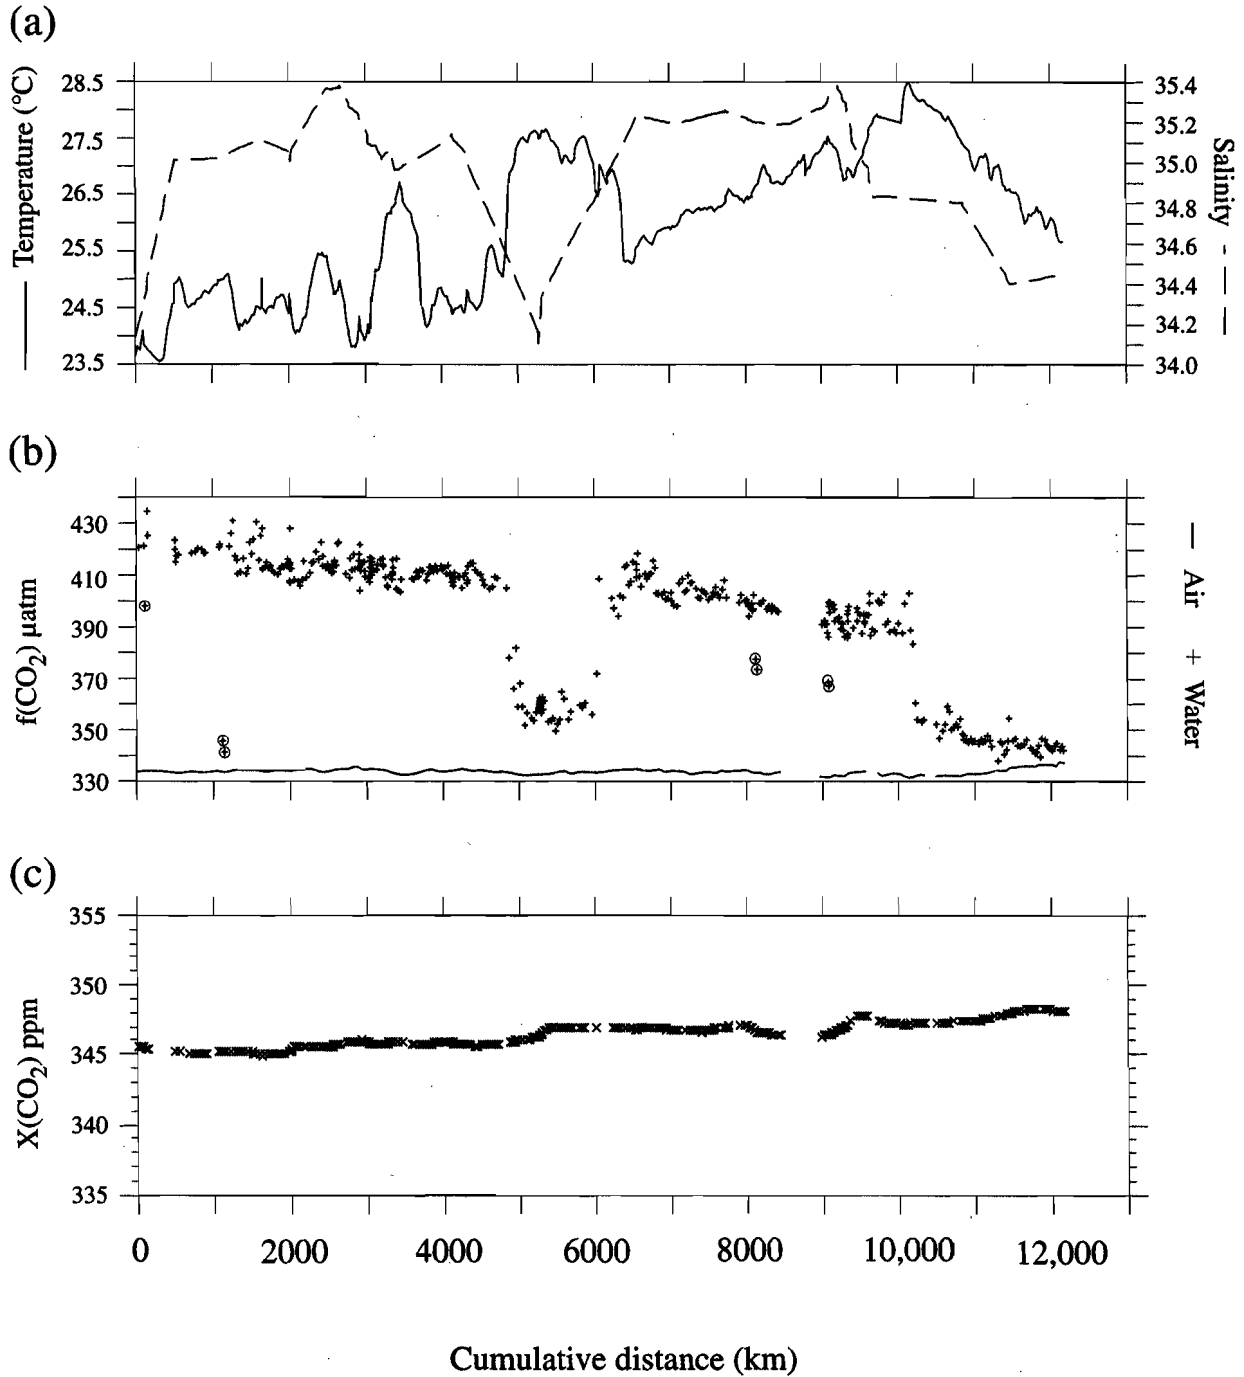 (a)
Temperature (°C)
28.5
27.5
26.5
25.5
24.5
23.5
35.4
35.2
35.0
34.8
34.6
34.4
34.2
34.0
Salinity
(b)
f(CO2) µatm
430
410
390
370
350
330
— Air + Water
(c)
X(CO2) ppm
355
350
345
340
335
0 2000 4000 6000 8000 10,000 12,000
Cumulative distance (km)